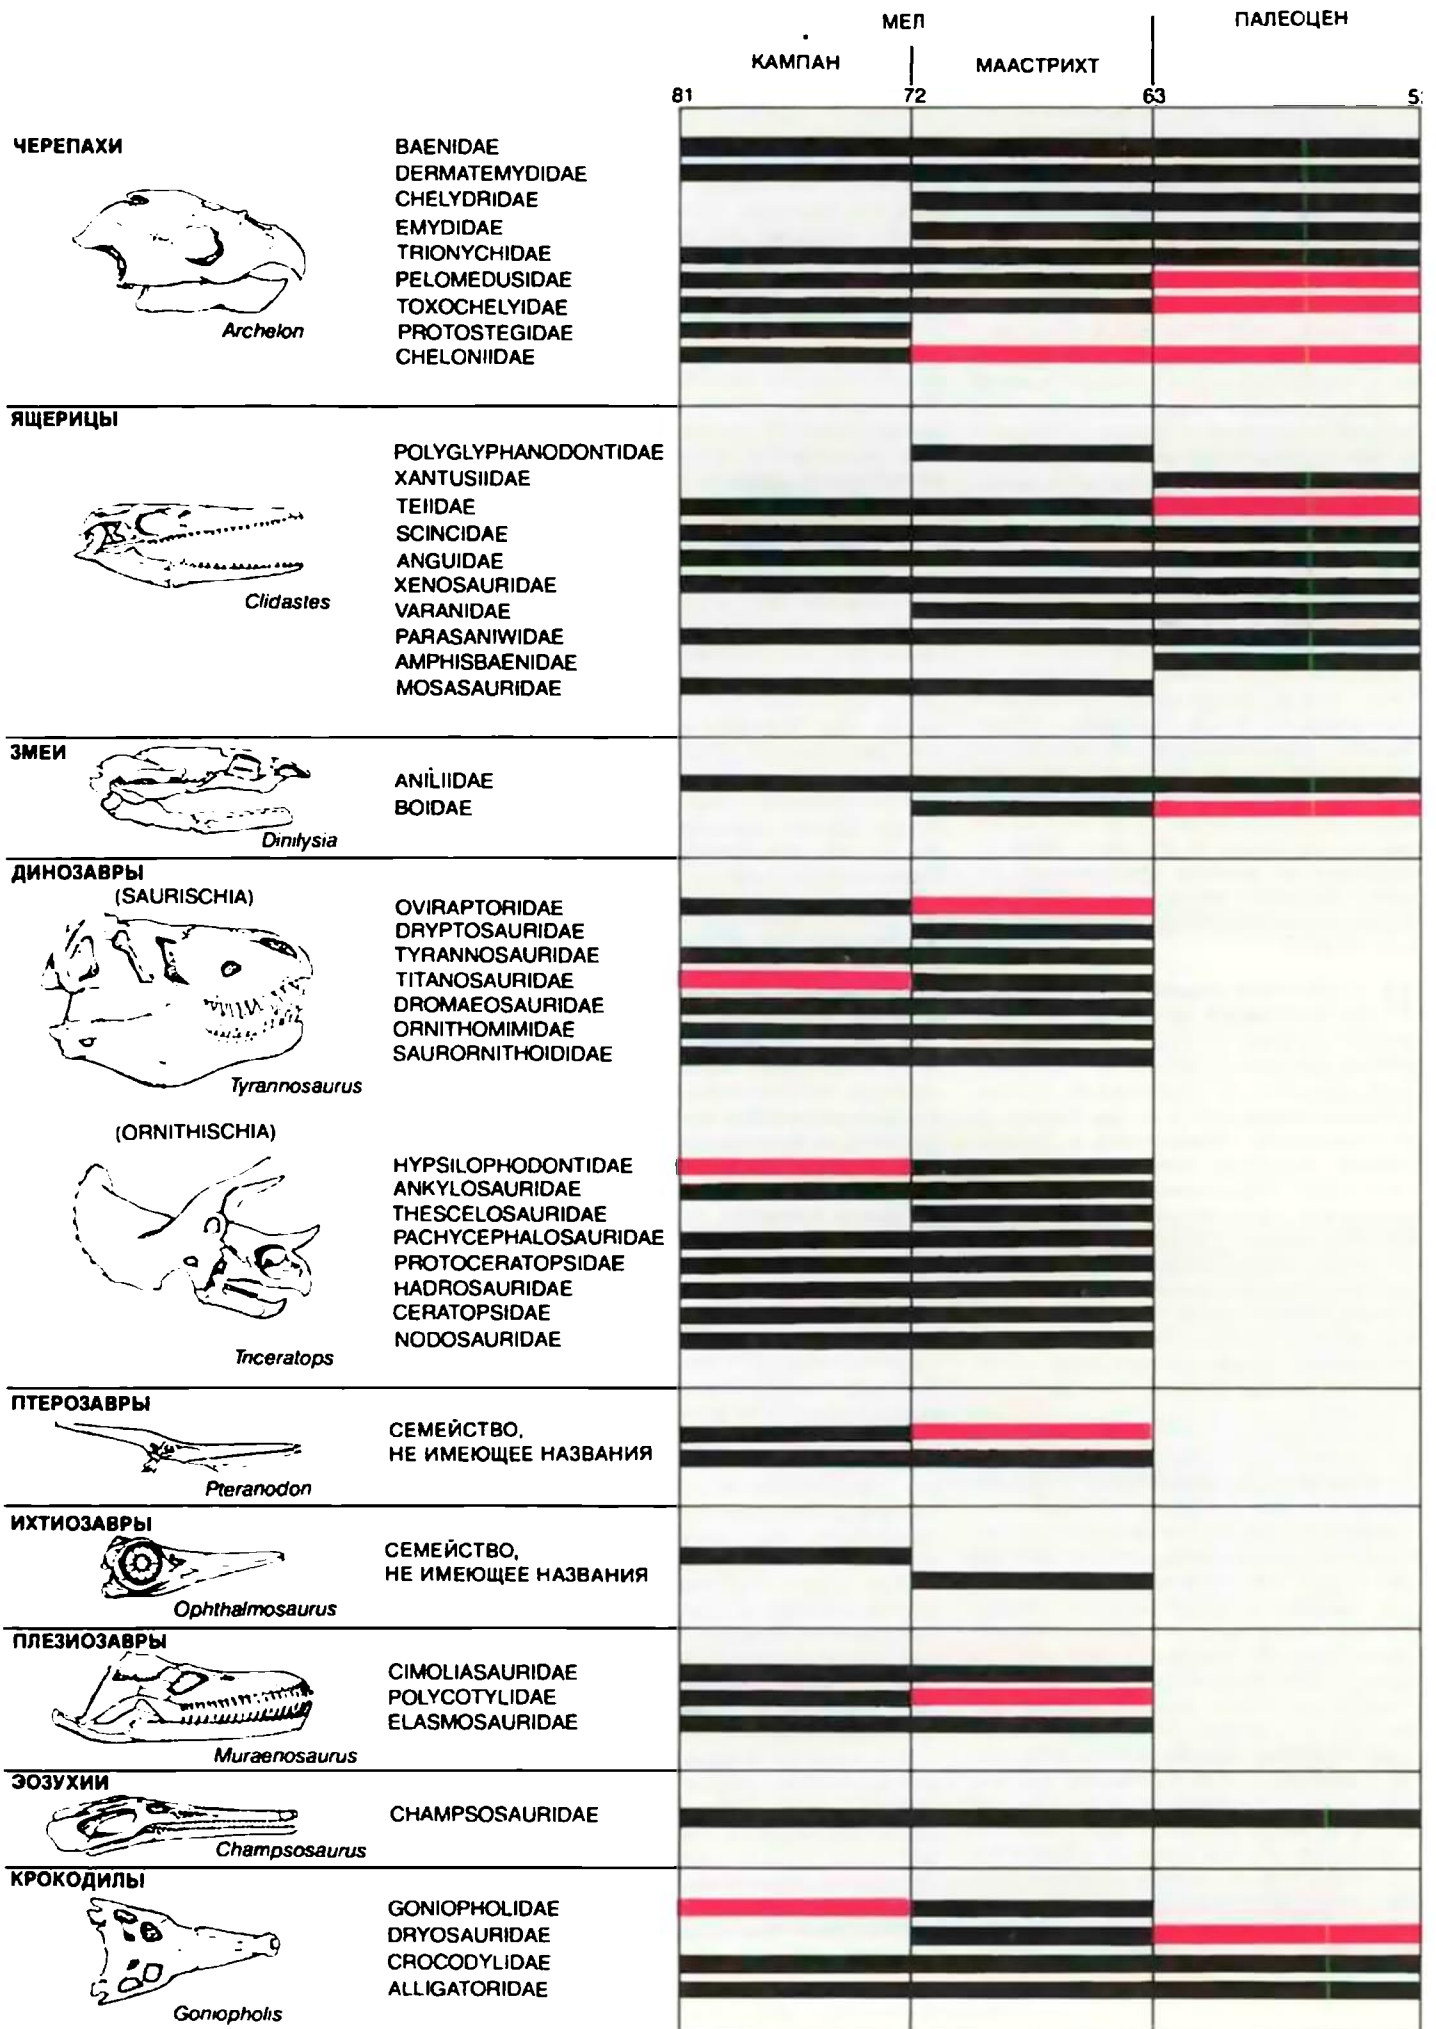 МЕЛ
ПАЛЕОЦЕН
КАМПАН
МААСТРИХТ
81
72
63
ЧЕРЕПАХИ
BAENIDAE
DERMATEMYDIDAE
CHELYDRIDAE
EMYDIDAE
TRIONYCHIDAE
PELOMEDUSIDAE
TOXOCHELYIDAE
PROTOSTEGIDAE
CHELONIIDAE
Archelon
ЯЩЕРИЦЫ
POLYGLYPHANODONTIDAE
XANTUSIIDAE
TEIIDAE
SCINCIDAE
ANGUIDAE
XENOSAURIDAE
VARANIDAE
PARASANIWIDAE
AMPHISBAENIDAE
MOSASAURIDAE
Clidastes
ЗМЕИ
ANILIIDAE
BOIDAE
Dinilysia
ДИНОЗАВРЫ
(SAURISCHIA)
OVIRAPTORIDAE
DRYPTOSAURIDAE
TYRANNOSAURIDAE
TITANOSAURIDAE
DROMAEOSAURIDAE
ORNITHOMIMIDAE
SAURORNITHOIDIDAE
Tyrannosaurus
(ORNITHISCHIA)
HYPSILOPHODONTIDAE
ANKYLOSAURIDAE
THESCELOSAURIDAE
PACHYCEPHALOSAURIDAE
PROTOCERATOPSIDAE
HADROSAURIDAE
CERATOPSIDAE
NODOSAURIDAE
Triceratops
ПТЕРОЗАВРЫ
СЕМЕЙСТВО,
НЕ ИМЕЮЩЕЕ НАЗВАНИЯ
Pteranodon
ИХТИОЗАВРЫ
СЕМЕЙСТВО,
НЕ ИМЕЮЩЕЕ НАЗВАНИЯ
Ophthalmosaurus
ПЛЕЗИОЗАВРЫ
CIMOLIASAURIDAE
POLYCOTYLIDAE
ELASMOSAURIDAE
Muraenosaurus
ЭОЗУХИИ
CHAMPSOSAURIDAE
Champsosaurus
КРОКОДИЛЫ
GONIOPHOLIDAE
DRYOSAURIDAE
CROCODYLIDAE
ALLIGATORIDAE
Goniopholis